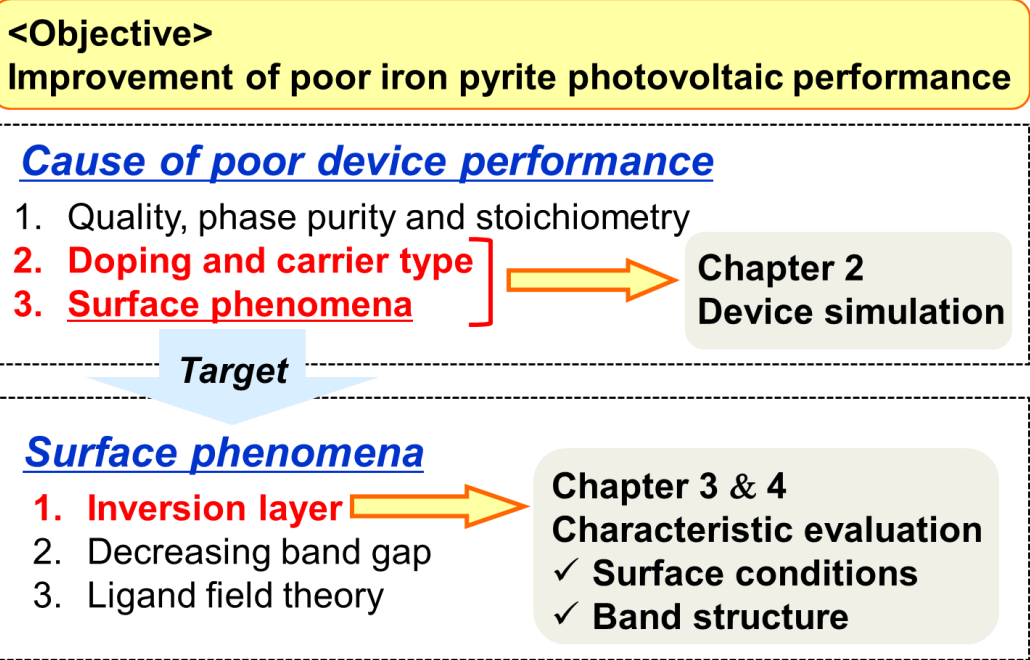 <Objective>
Improvement of poor iron pyrite photovoltaic performance
Cause of poor device performance
1. Quality, phase purity and stoichiometry
2. Doping and carrier type
3. Surface phenomena
Chapter 2
Device simulation
Target
Surface phenomena
1. Inversion layer
2. Decreasing band gap
3. Ligand field theory
Chapter 3 & 4
Characteristic evaluation
✓ Surface conditions
✓ Band structure